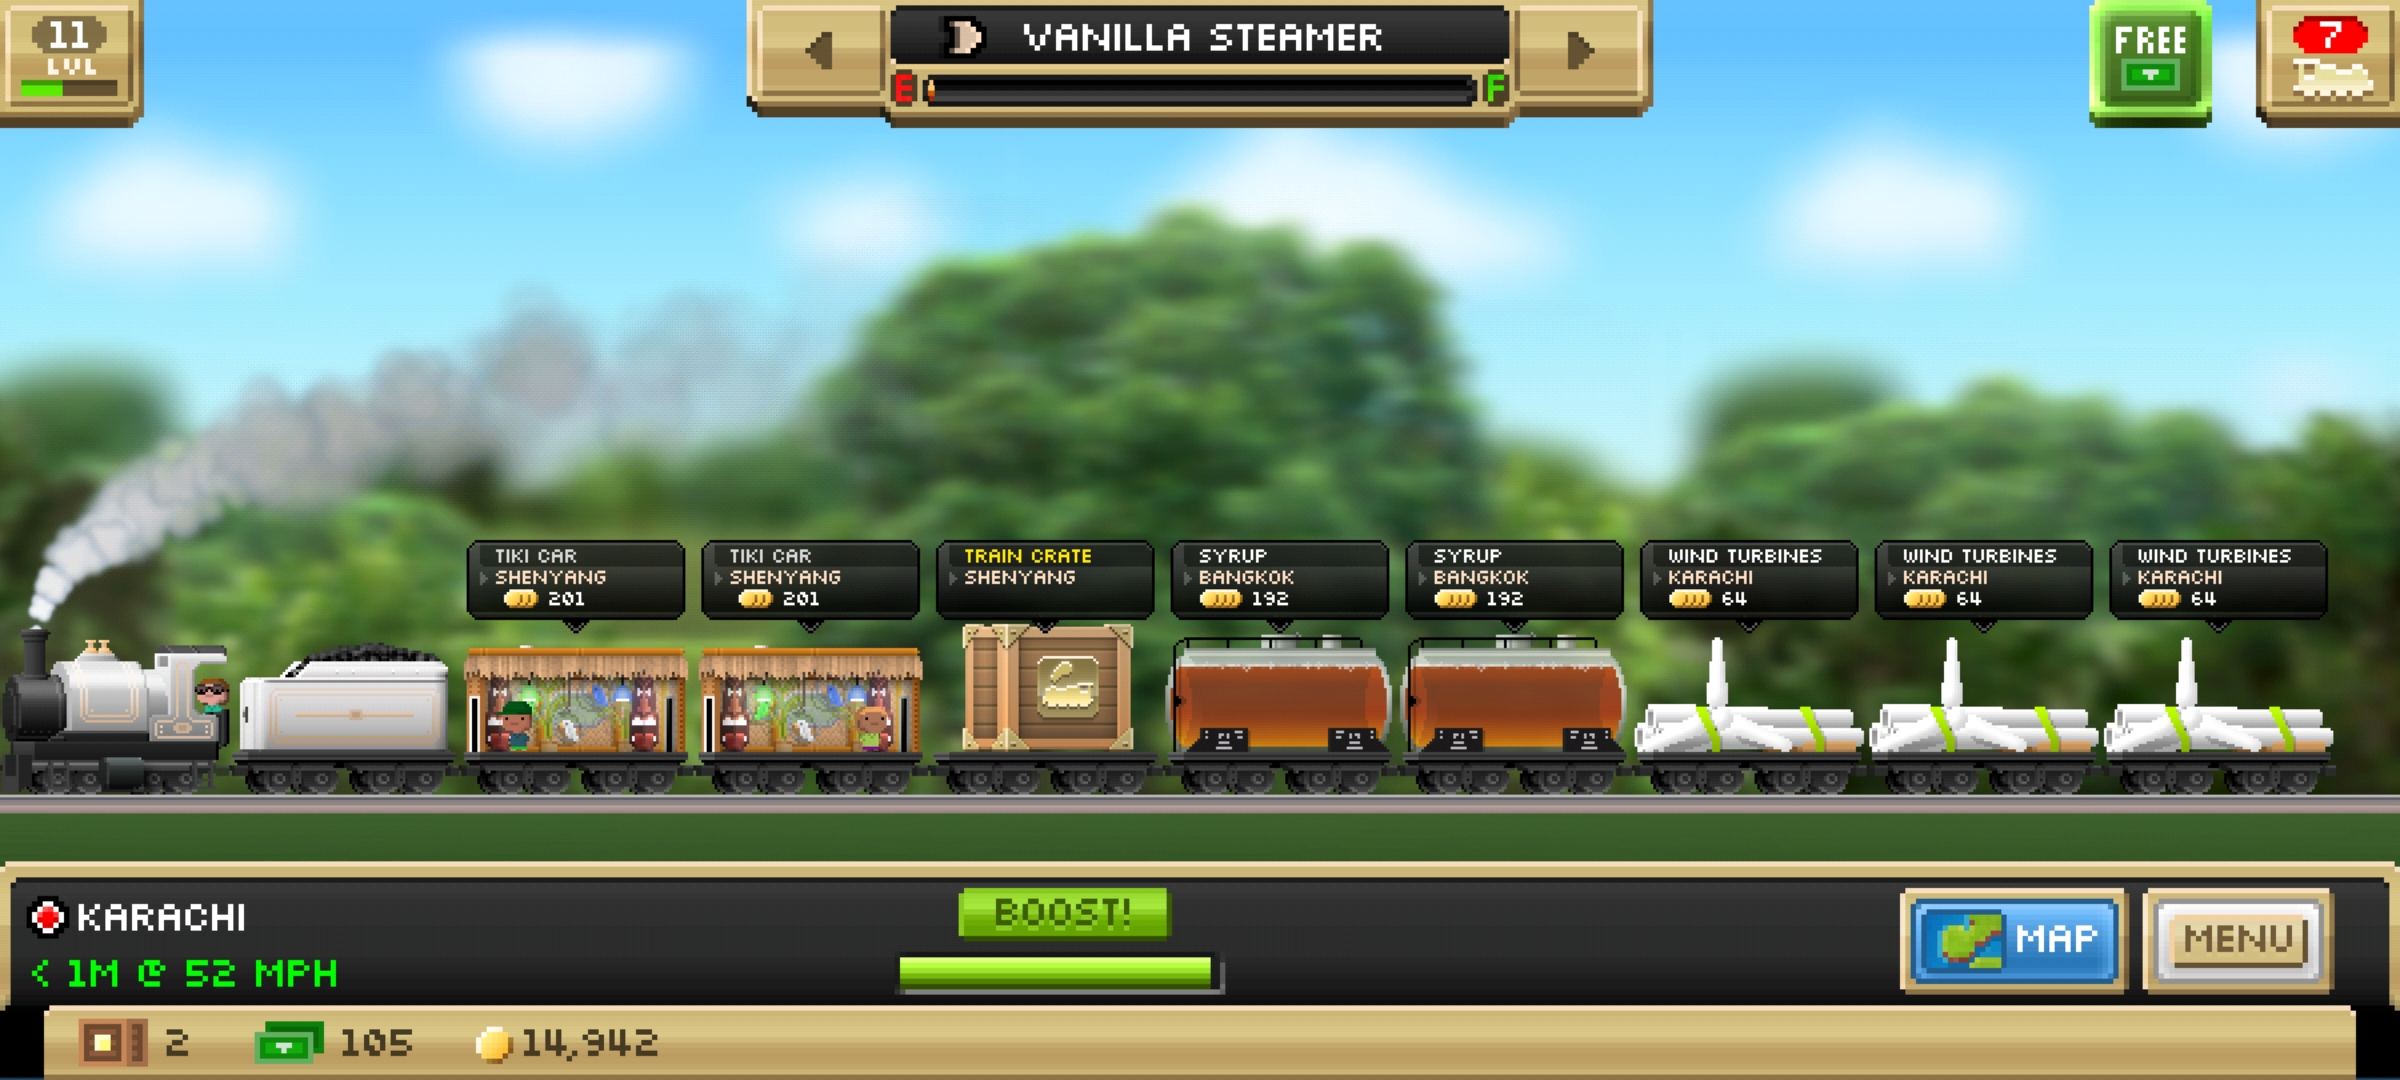 11
LVL
VANILLA STEAMER
E
F
FREE
7
TIKI CAR
SHENYANG
201
TIKI CAR
SHENYANG
201
TRAIN CRATE
SHENYANG
SYRUP
BANGKOK
192
SYRUP
BANGKOK
192
WIND TURBINES
KARACHI
64
WIND TURBINES
KARACHI
64
WIND TURBINES
KARACHI
64
KARACHI
< 1M @ 52 MPH
BOOST!
MAP
MENU
2
105
14,942